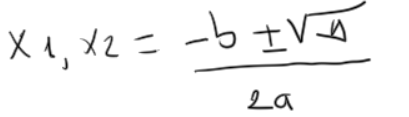 x1, x2 = (-b ± √Δ) / 2a